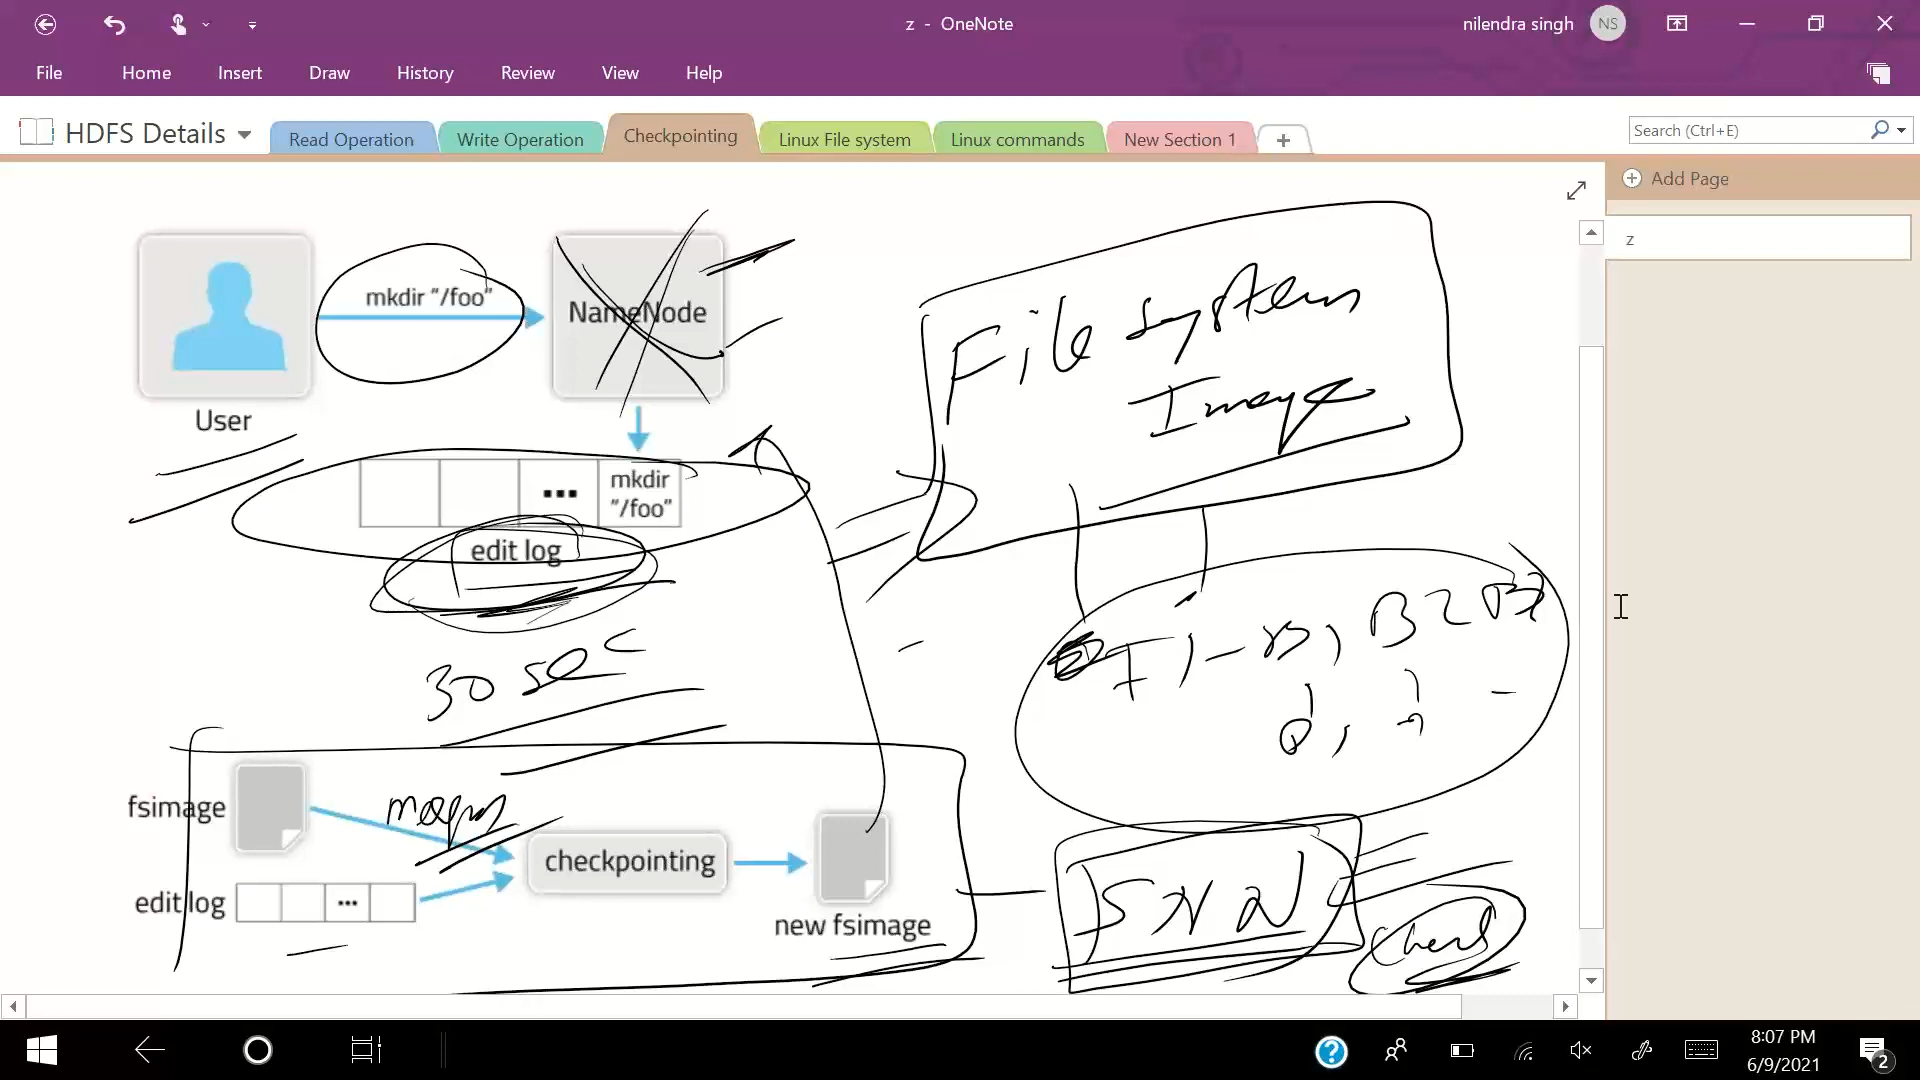 z - OneNote
nilendra singh NS
File Home Insert Draw History Review View Help
HDFS Details Read Operation Write Operation Checkpointing Linux File system Linux commands New Section 1 +
Search (Ctrl+E)
Add Page
z
mkdir "/foo"
NameNode
User
File System
Image
mkdir
"/foo"
edit log
30 sec
fsimage
checkpointing
edit log
new fsimage
SNN
8:07 PM
6/9/2021
2